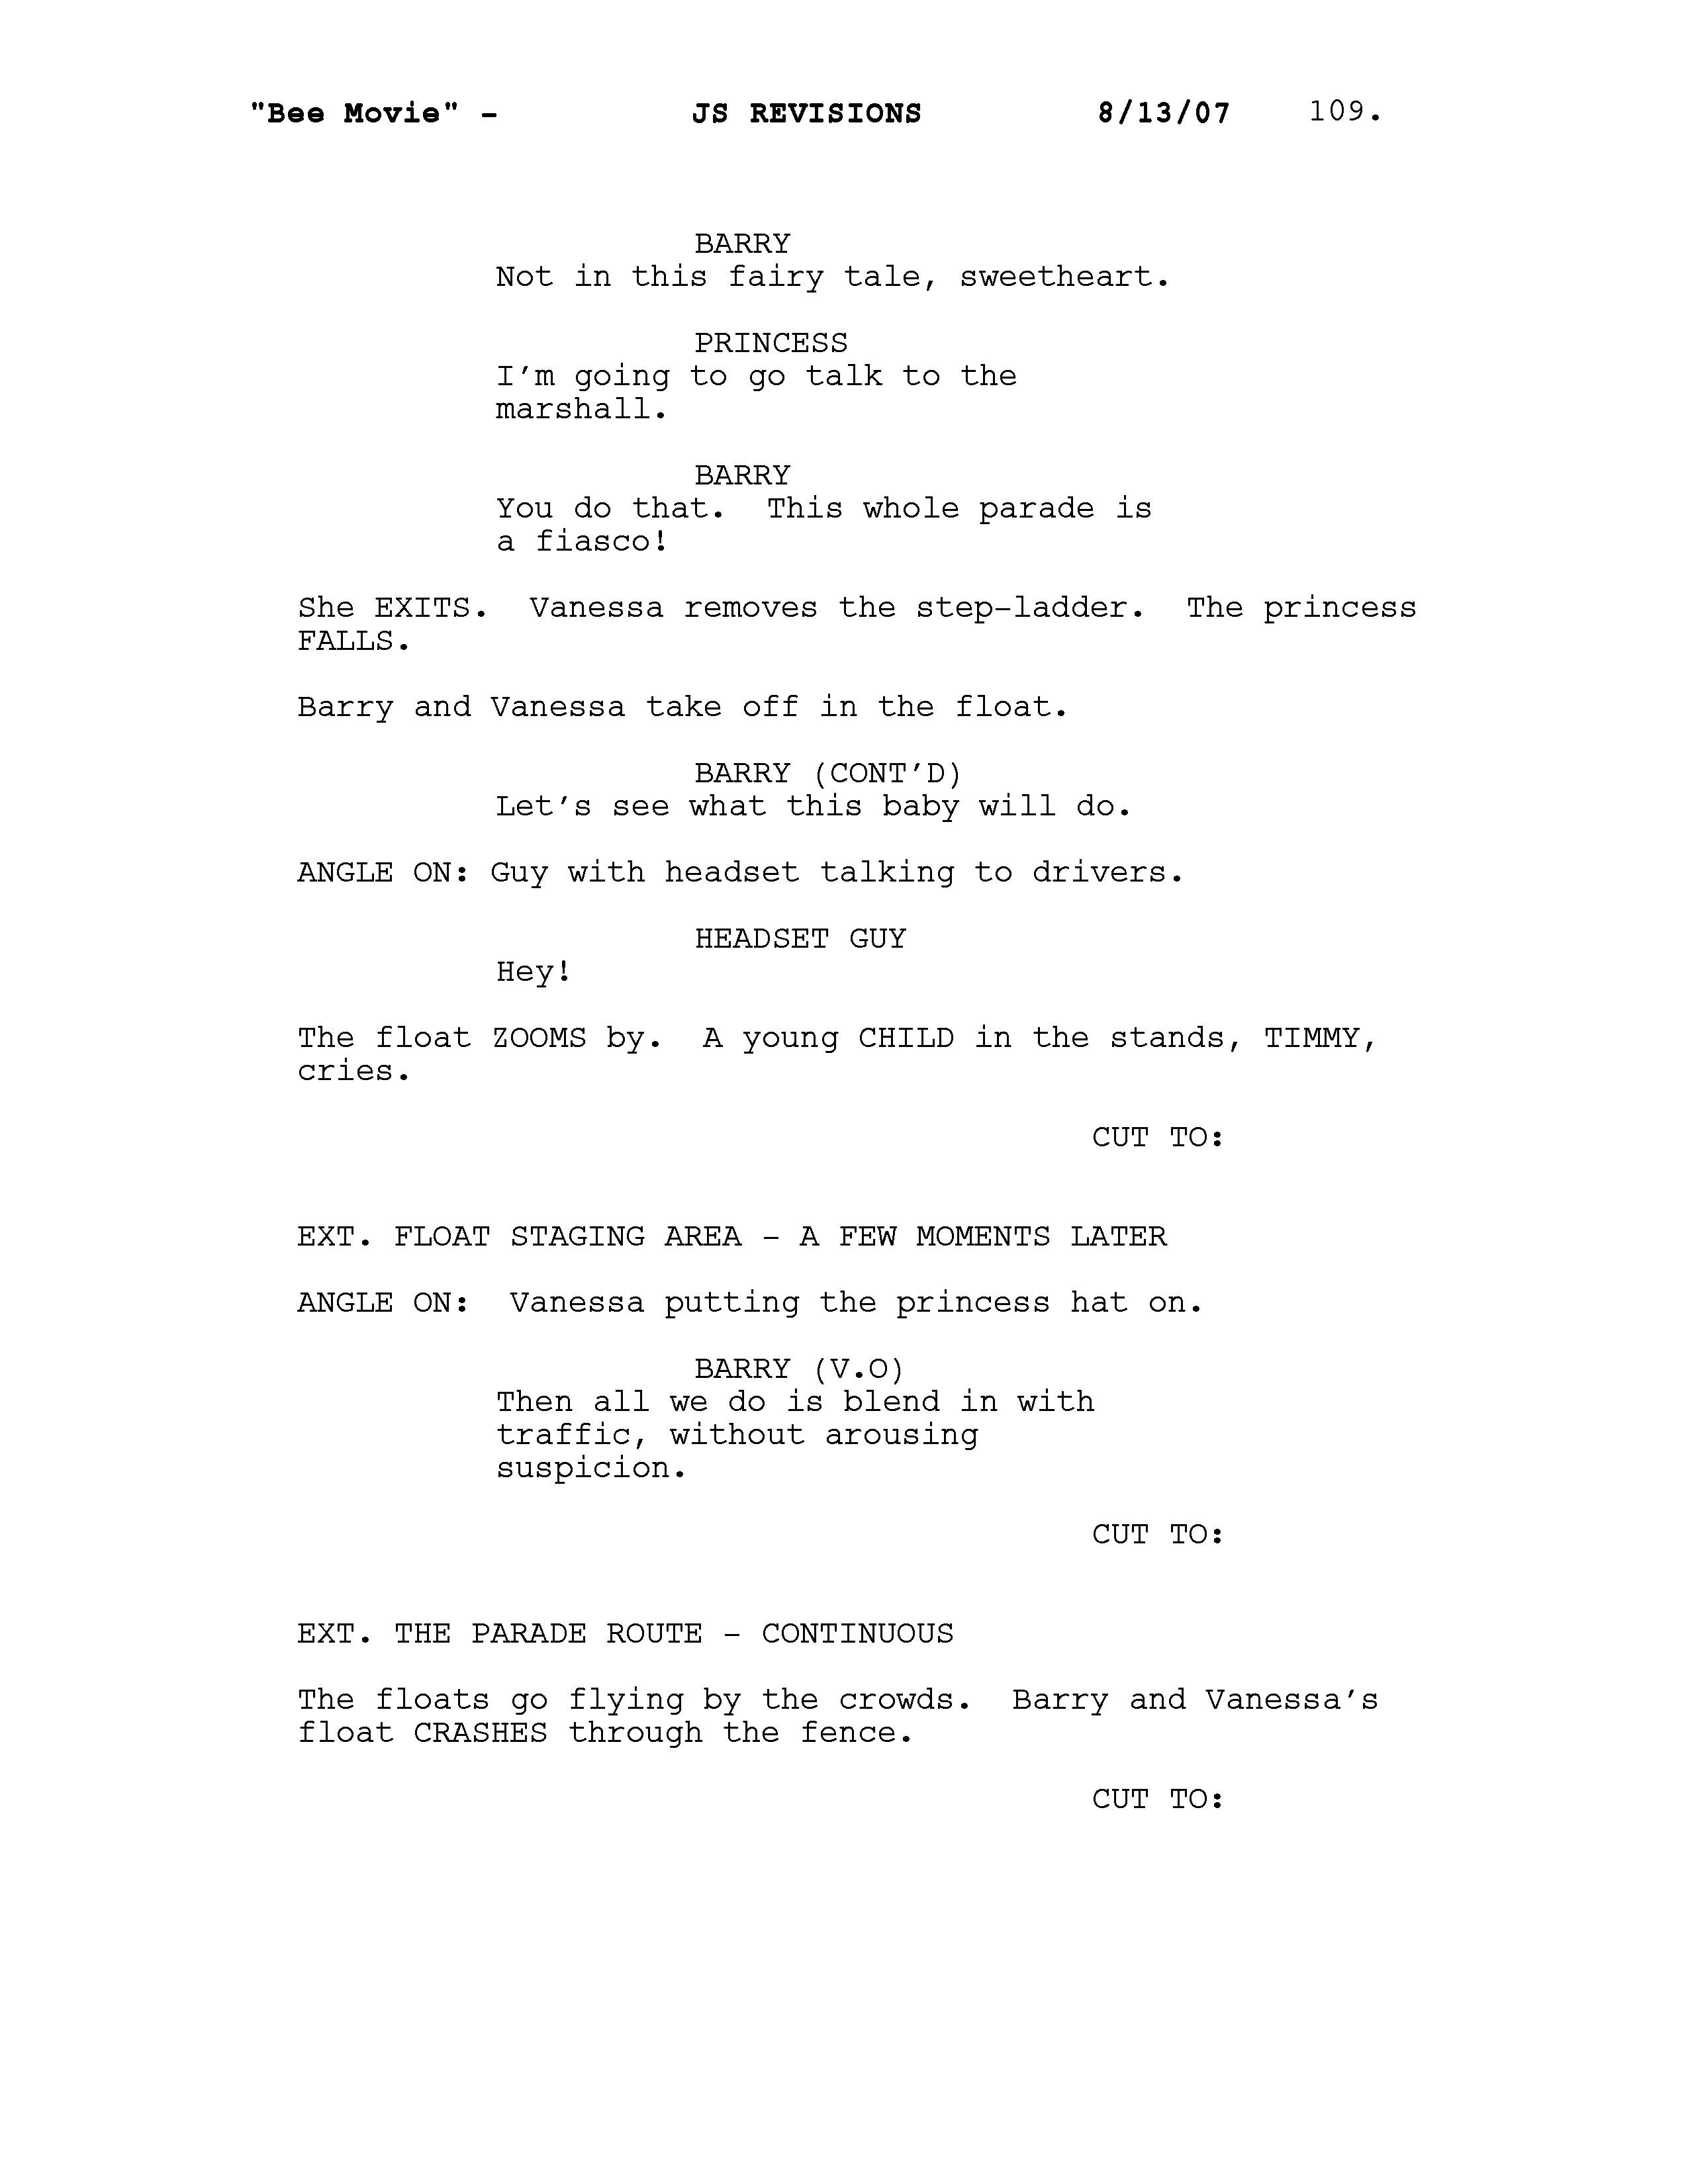 "Bee Movie" - JS REVISIONS 8/13/07 109.
BARRY
Not in this fairy tale, sweetheart.
PRINCESS
I'm going to go talk to the
marshall.
BARRY
You do that.  This whole parade is
a fiasco!
She EXITS.  Vanessa removes the step-ladder.  The princess
FALLS.
Barry and Vanessa take off in the float.
BARRY (CONT'D)
Let's see what this baby will do.
ANGLE ON: Guy with headset talking to drivers.
HEADSET GUY
Hey!
The float ZOOMS by.  A young CHILD in the stands, TIMMY,
cries.
CUT TO:
EXT. FLOAT STAGING AREA - A FEW MOMENTS LATER
ANGLE ON:  Vanessa putting the princess hat on.
BARRY (V.O)
Then all we do is blend in with
traffic, without arousing
suspicion.
CUT TO:
EXT. THE PARADE ROUTE - CONTINUOUS
The floats go flying by the crowds.  Barry and Vanessa's
float CRASHES through the fence.
CUT TO: